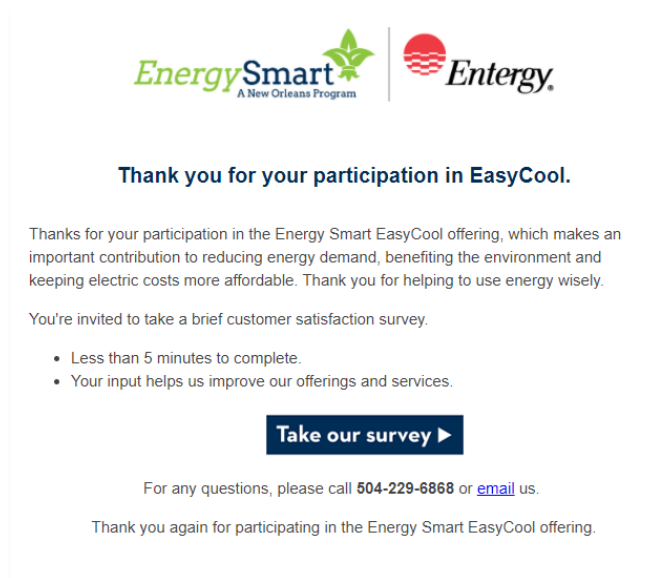 EnergySmart
A New Orleans Program
Entergy.
Thank you for your participation in EasyCool.
Thanks for your participation in the Energy Smart EasyCool offering, which makes an
important contribution to reducing energy demand, benefiting the environment and
keeping electric costs more affordable. Thank you for helping to use energy wisely.
You're invited to take a brief customer satisfaction survey.
• Less than 5 minutes to complete.
• Your input helps us improve our offerings and services.
Take our survey ▶
For any questions, please call 504-229-6868 or email us.
Thank you again for participating in the Energy Smart EasyCool offering.